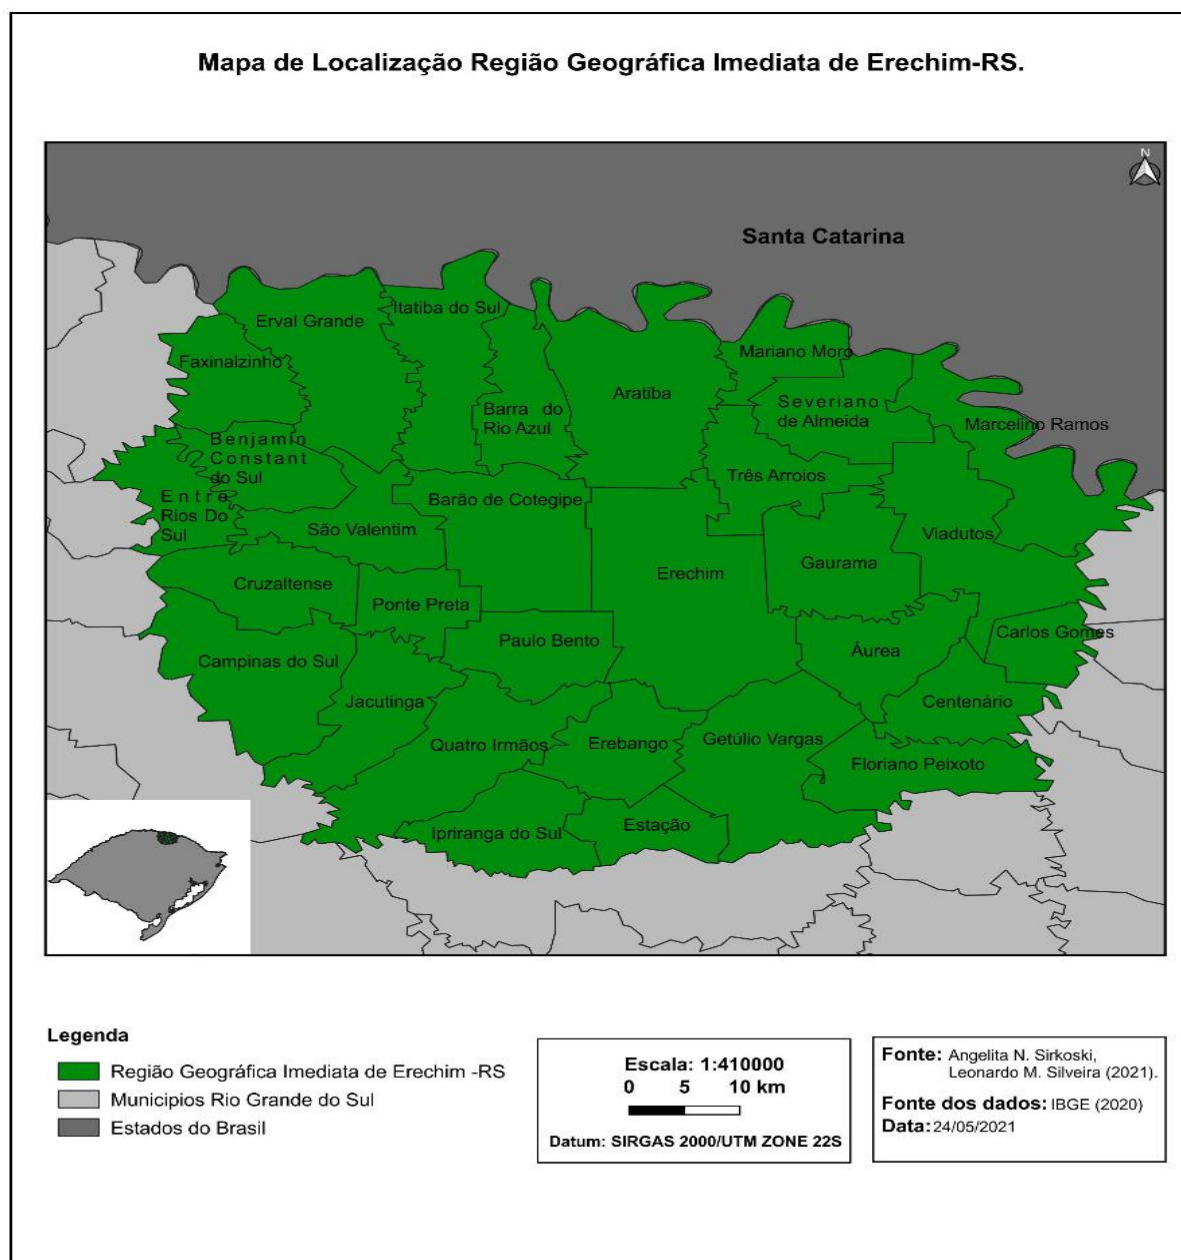 Mapa de Localização Região Geográfica Imediata de Erechim-RS.
N
Santa Catarina
Itatiba do Sul
Erval Grande
Mariano Moro
Faxinalzinho
Aratiba
Severiano
de Almeida
Barra do
Rio Azul
Marcelino Ramos
Benjamin
Constant
do Sul
Três Arroios
Entre
Rios Do
Sul
Barão de Cotegipe
São Valentim
Viadutos
Gaurama
Erechim
Cruzaltense
Ponte Preta
Carlos Gomes
Paulo Bento
Áurea
Campinas do Sul
Jacutinga
Centenário
Quatro Irmãos
Erebango
Getúlio Vargas
Floriano Peixoto
Ipriranga do Sul
Estação
Legenda
Região Geográfica Imediata de Erechim -RS
Municipios Rio Grande do Sul
Estados do Brasil
Escala: 1:410000
0 5 10 km
Datum: SIRGAS 2000/UTM ZONE 22S
Fonte: Angelita N. Sirkoski,
Leonardo M. Silveira (2021).
Fonte dos dados: IBGE (2020)
Data: 24/05/2021